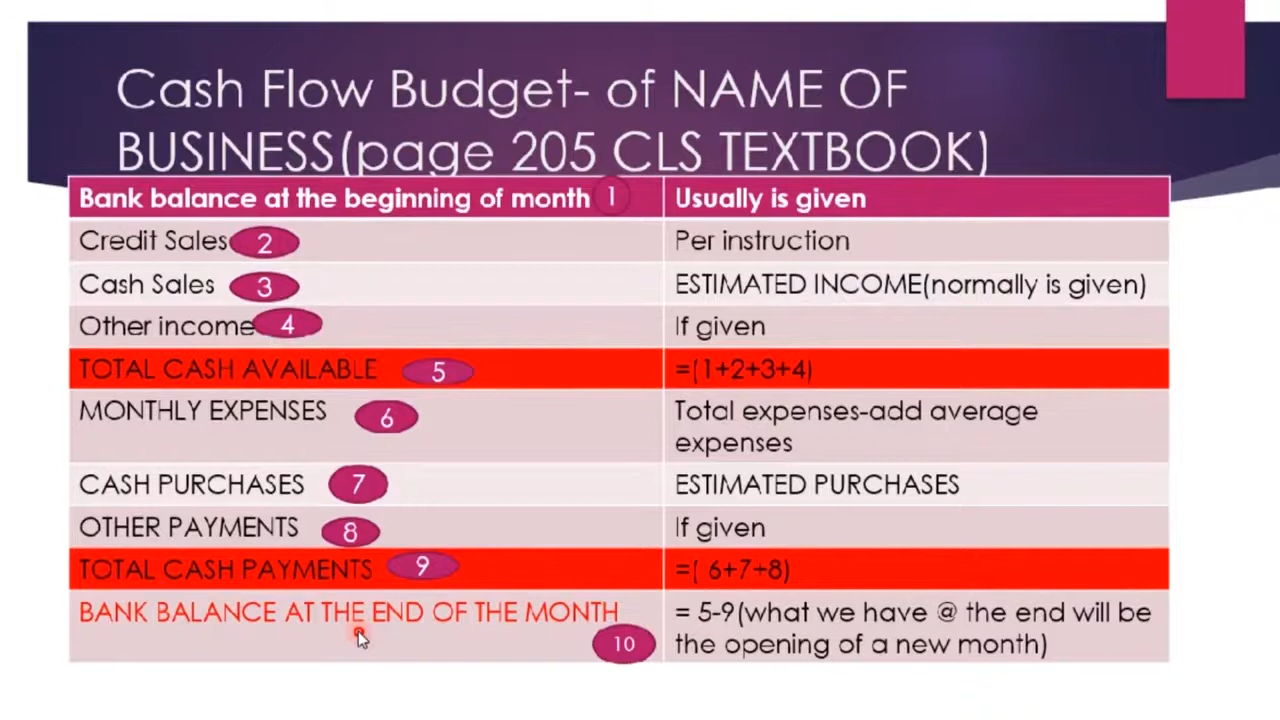 Cash Flow Budget- of NAME OF
BUSINESS(page 205 CLS TEXTBOOK)
Bank balance at the beginning of month 1 Usually is given
Credit Sales 2 Per instruction
Cash Sales 3 ESTIMATED INCOME(normally is given)
Other income 4 If given
TOTAL CASH AVAILABLE 5 =(1+2+3+4)
MONTHLY EXPENSES 6 Total expenses-add average
expenses
CASH PURCHASES 7 ESTIMATED PURCHASES
OTHER PAYMENTS 8 If given
TOTAL CASH PAYMENTS 9 =( 6+7+8)
BANK BALANCE AT THE END OF THE MONTH = 5-9(what we have @ the end will be
10 the opening of a new month)